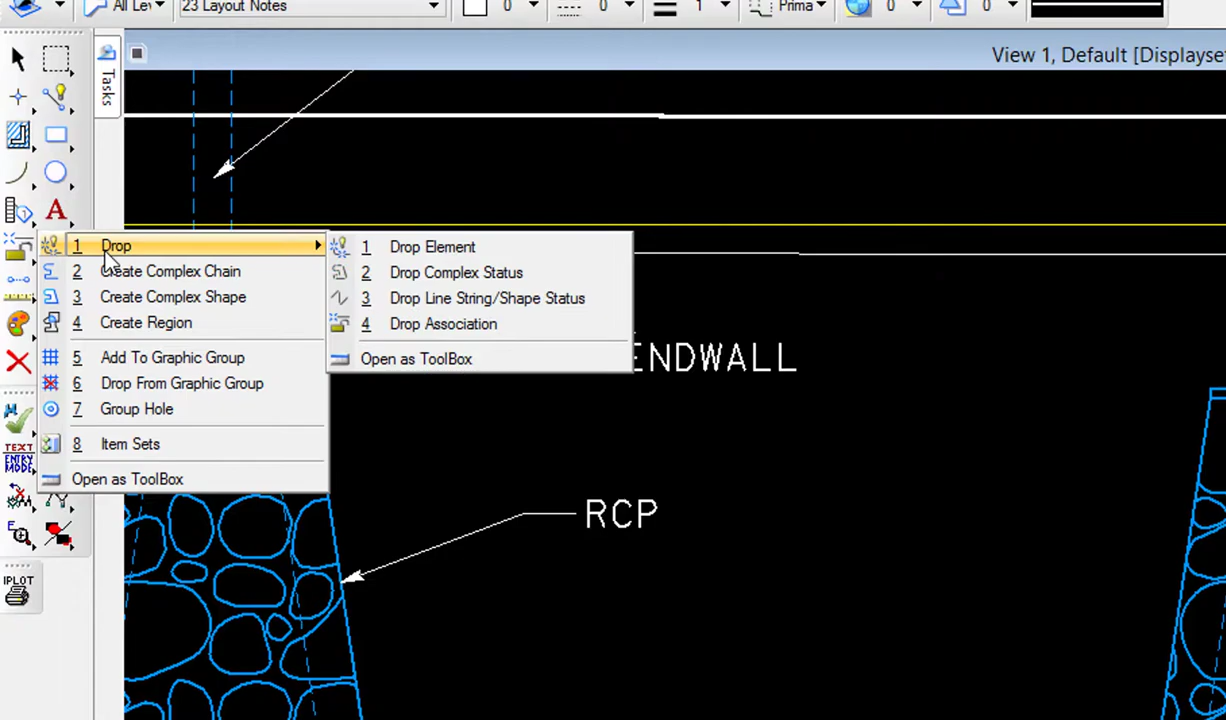 All Le
23 Layout Notes
0
0
1
Prima
0
0
View 1, Default [Displayse
Tasks
1 Drop
2 Create Complex Chain
3 Create Complex Shape
4 Create Region
5 Add To Graphic Group
6 Drop From Graphic Group
7 Group Hole
8 Item Sets
Open as ToolBox
1 Drop Element
2 Drop Complex Status
3 Drop Line String/Shape Status
4 Drop Association
Open as ToolBox
ENDWALL
RCP
TEXT
ENTRY
MODE
IPLOT